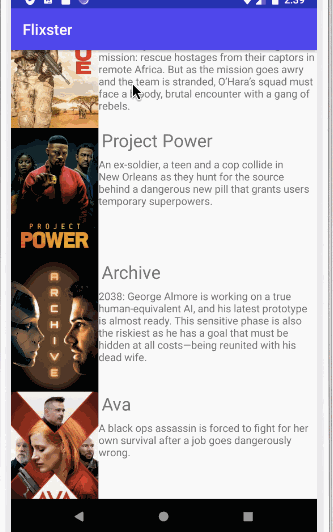 2:39
Flixster
mission: rescue hostages from their captors in
remote Africa. But as the mission goes awry
and the team is stranded, O'Hara's squad must
face a bloody, brutal encounter with a gang of
rebels.
UE
Project Power
An ex-soldier, a teen and a cop collide in
New Orleans as they hunt for the source
behind a dangerous new pill that grants users
temporary superpowers.
PROJECT
POWER
Archive
2038: George Almore is working on a true
human-equivalent AI, and his latest prototype
is almost ready. This sensitive phase is also
the riskiest as he has a goal that must be
hidden at all costs—being reunited with his
dead wife.
ARCHIVE
Ava
A black ops assassin is forced to fight for her
own survival after a job goes dangerously
wrong.
AVA